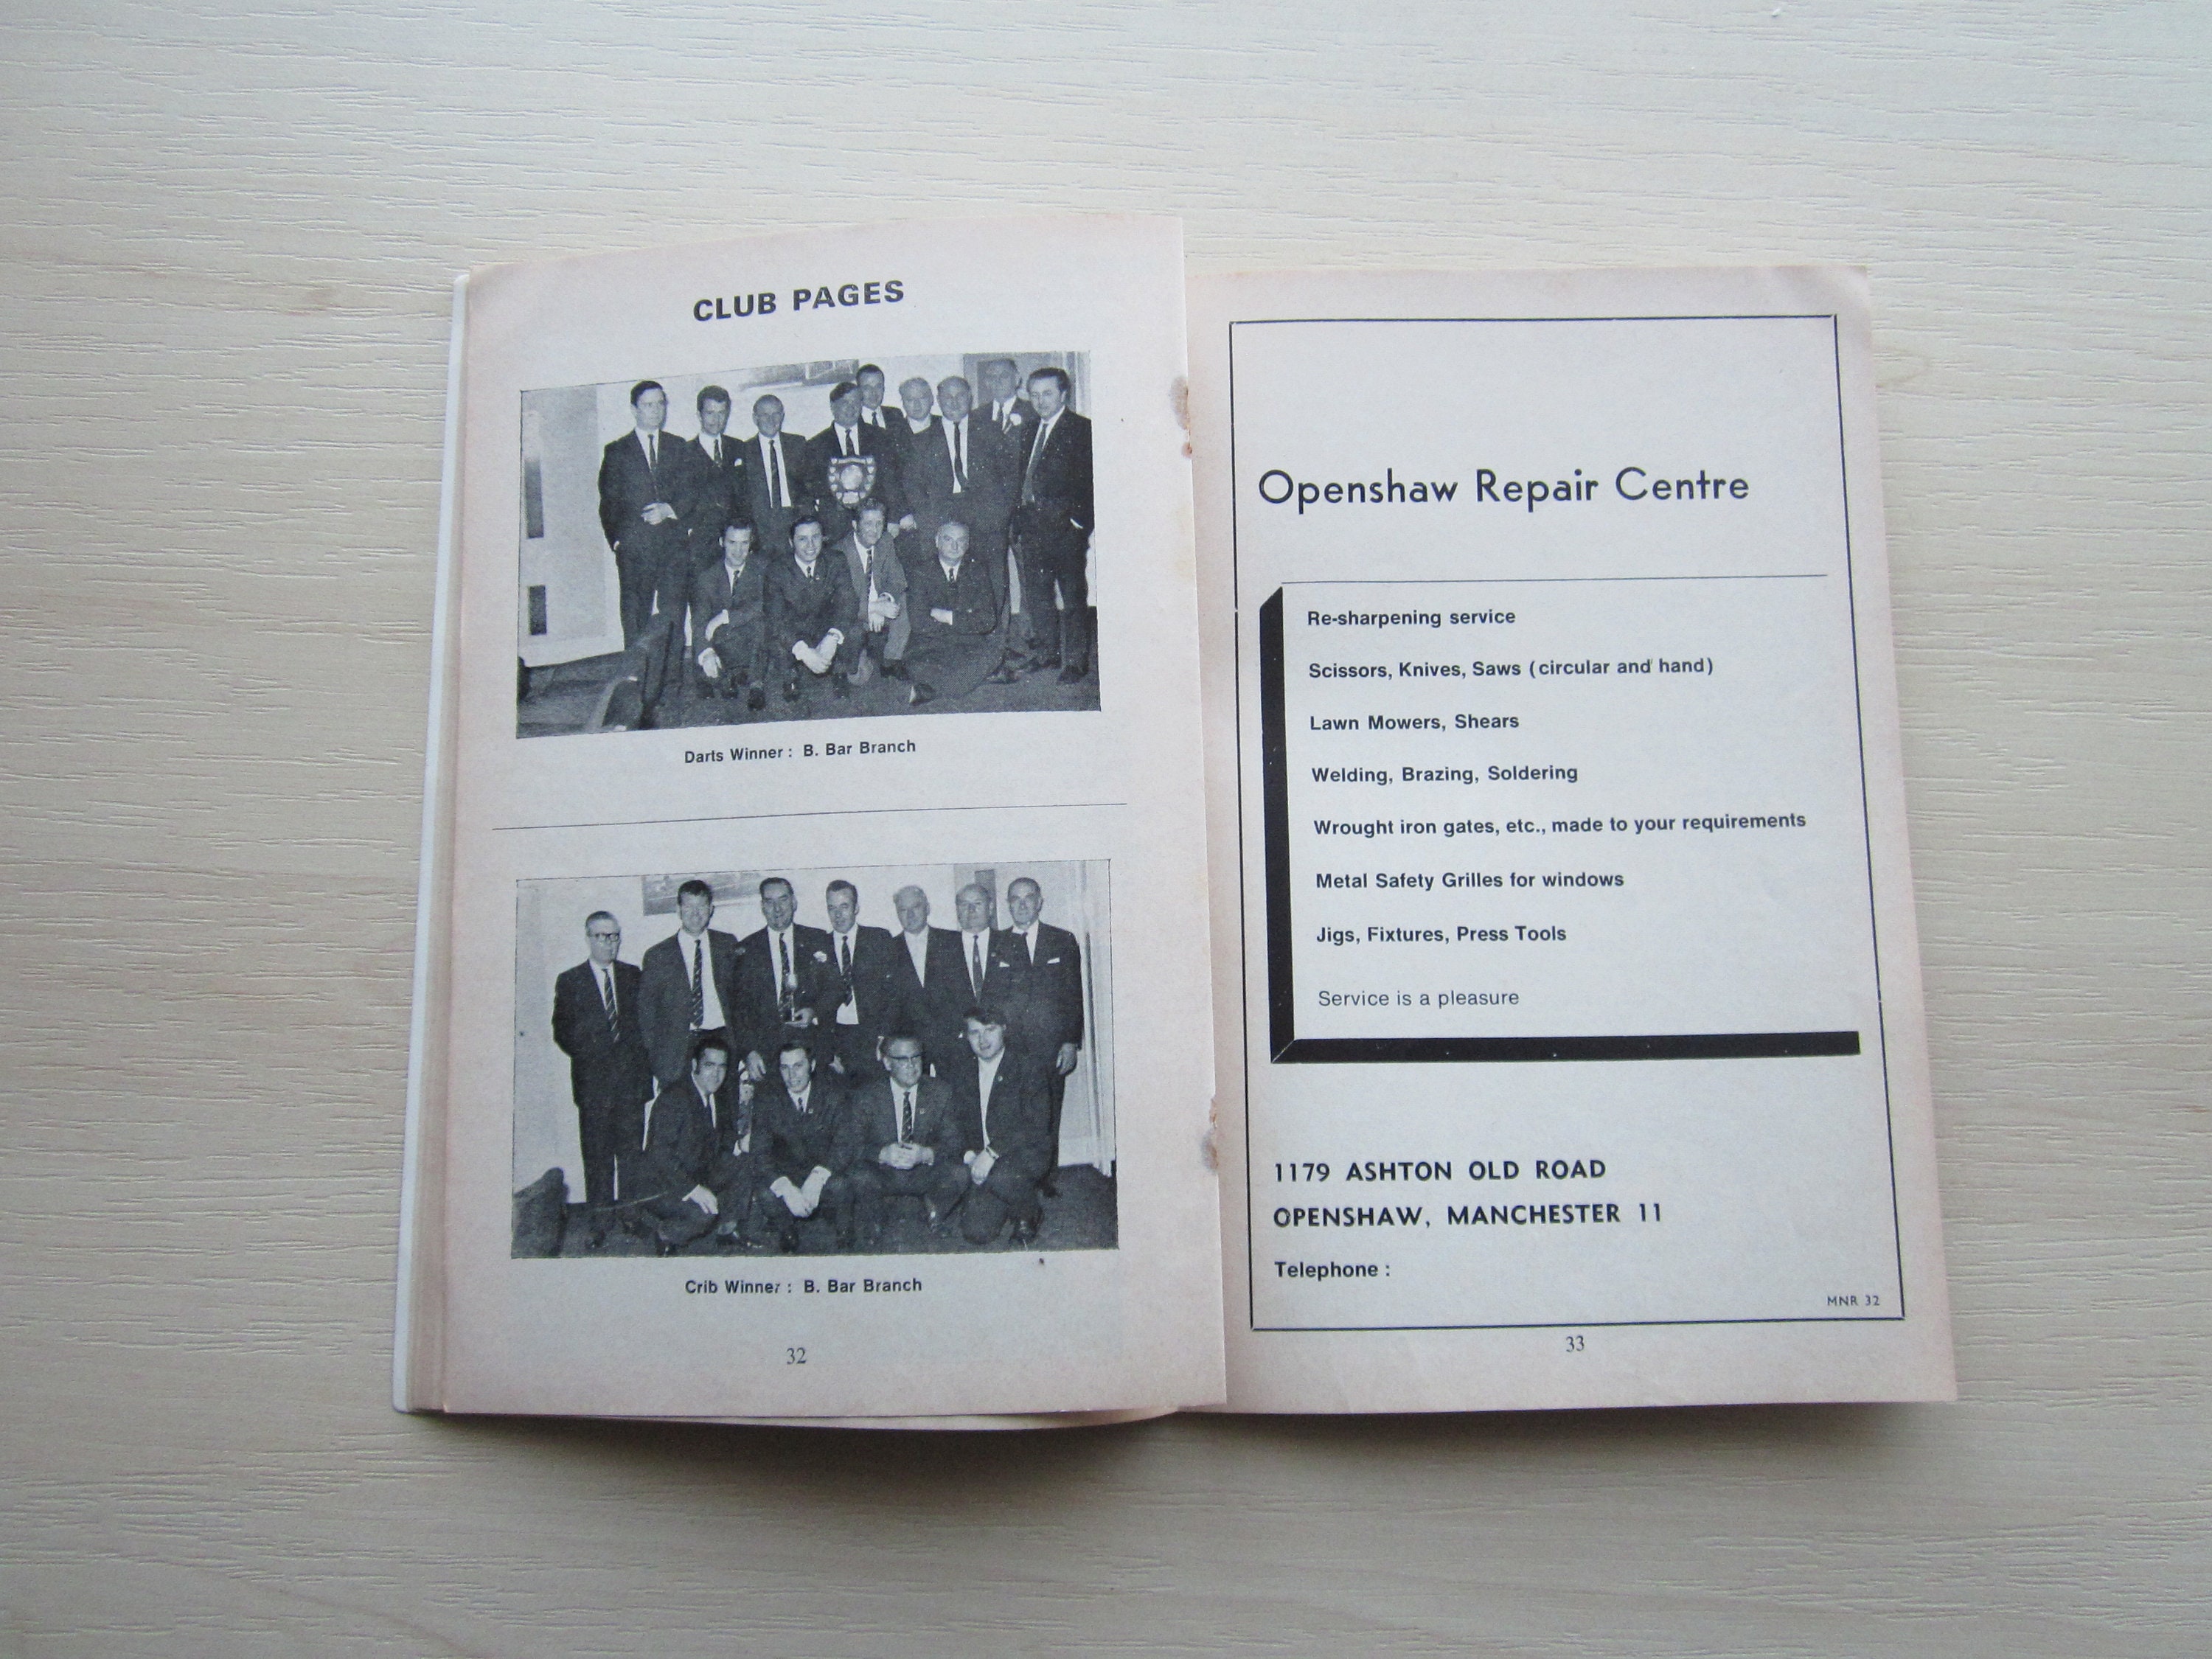 CLUB PAGES
Darts Winner : B. Bar Branch
Crib Winner : B. Bar Branch
32
Openshaw Repair Centre
Re-sharpening service
Scissors, Knives, Saws (circular and hand)
Lawn Mowers, Shears
Welding, Brazing, Soldering
Wrought iron gates, etc., made to your requirements
Metal Safety Grilles for windows
Jigs, Fixtures, Press Tools
Service is a pleasure
1179 ASHTON OLD ROAD
OPENSHAW, MANCHESTER 11
Telephone :
MNR 32
33